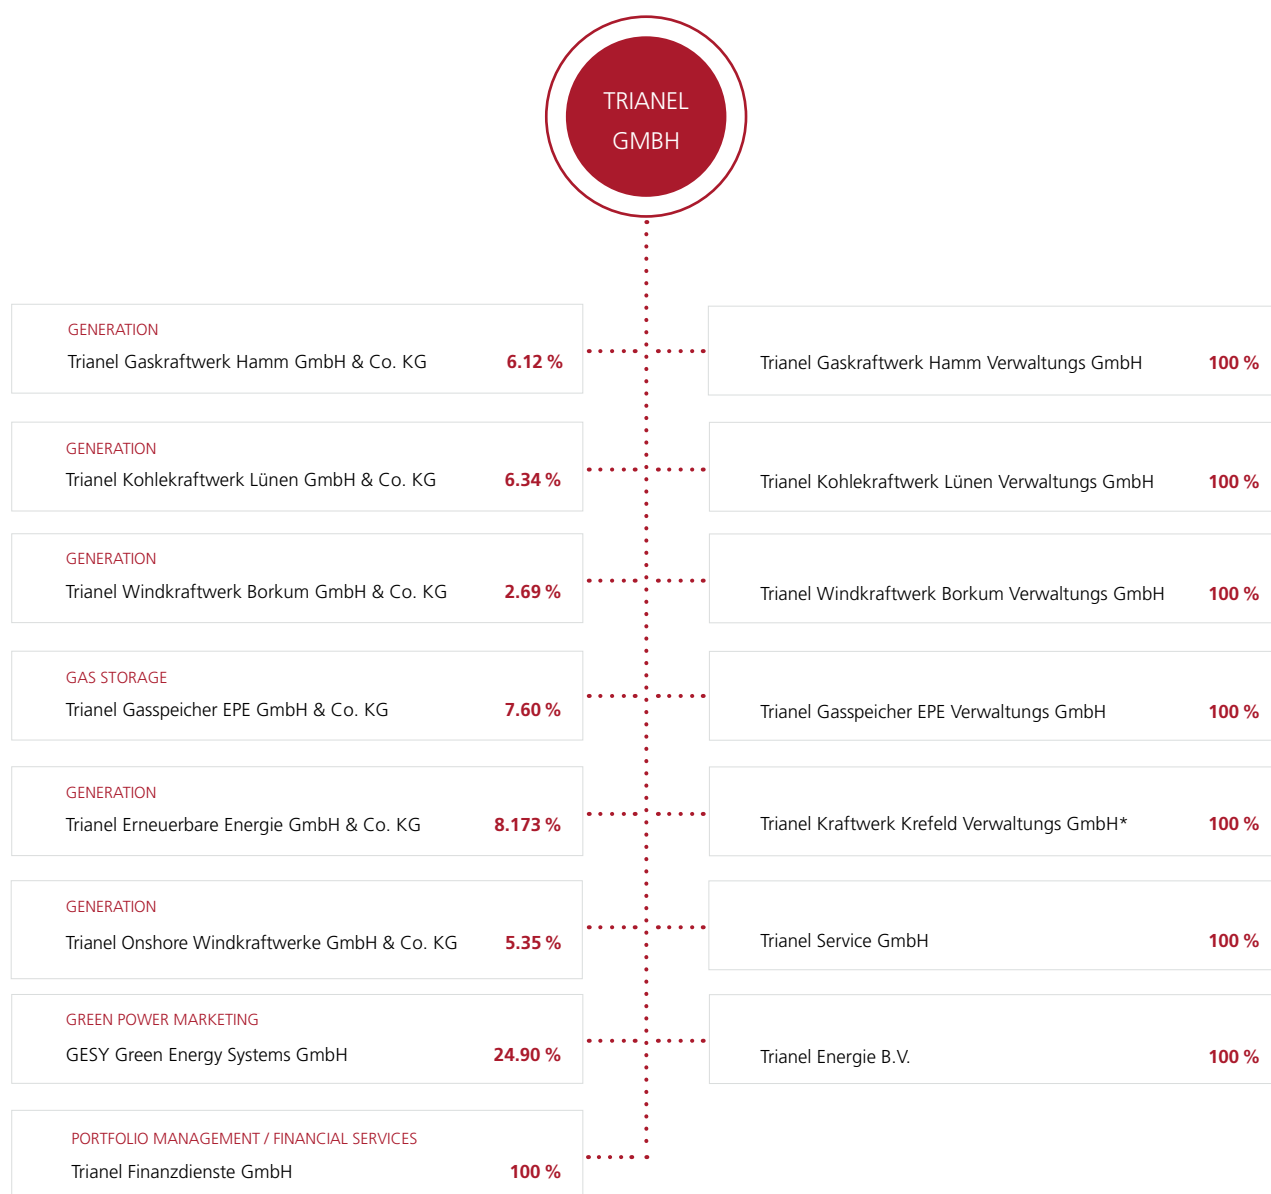 TRIANEL
GMBH
GENERATION
Trianel Gaskraftwerk Hamm GmbH & Co. KG 6.12 %
Trianel Gaskraftwerk Hamm Verwaltungs GmbH 100 %
GENERATION
Trianel Kohlekraftwerk Lünen GmbH & Co. KG 6.34 %
Trianel Kohlekraftwerk Lünen Verwaltungs GmbH 100 %
GENERATION
Trianel Windkraftwerk Borkum GmbH & Co. KG 2.69 %
Trianel Windkraftwerk Borkum Verwaltungs GmbH 100 %
GAS STORAGE
Trianel Gasspeicher EPE GmbH & Co. KG 7.60 %
Trianel Gasspeicher EPE Verwaltungs GmbH 100 %
GENERATION
Trianel Erneuerbare Energie GmbH & Co. KG 8.173 %
Trianel Kraftwerk Krefeld Verwaltungs GmbH* 100 %
GENERATION
Trianel Onshore Windkraftwerke GmbH & Co. KG 5.35 %
Trianel Service GmbH 100 %
GREEN POWER MARKETING
GESY Green Energy Systems GmbH 24.90 %
Trianel Energie B.V. 100 %
PORTFOLIO MANAGEMENT / FINANCIAL SERVICES
Trianel Finanzdienste GmbH 100 %